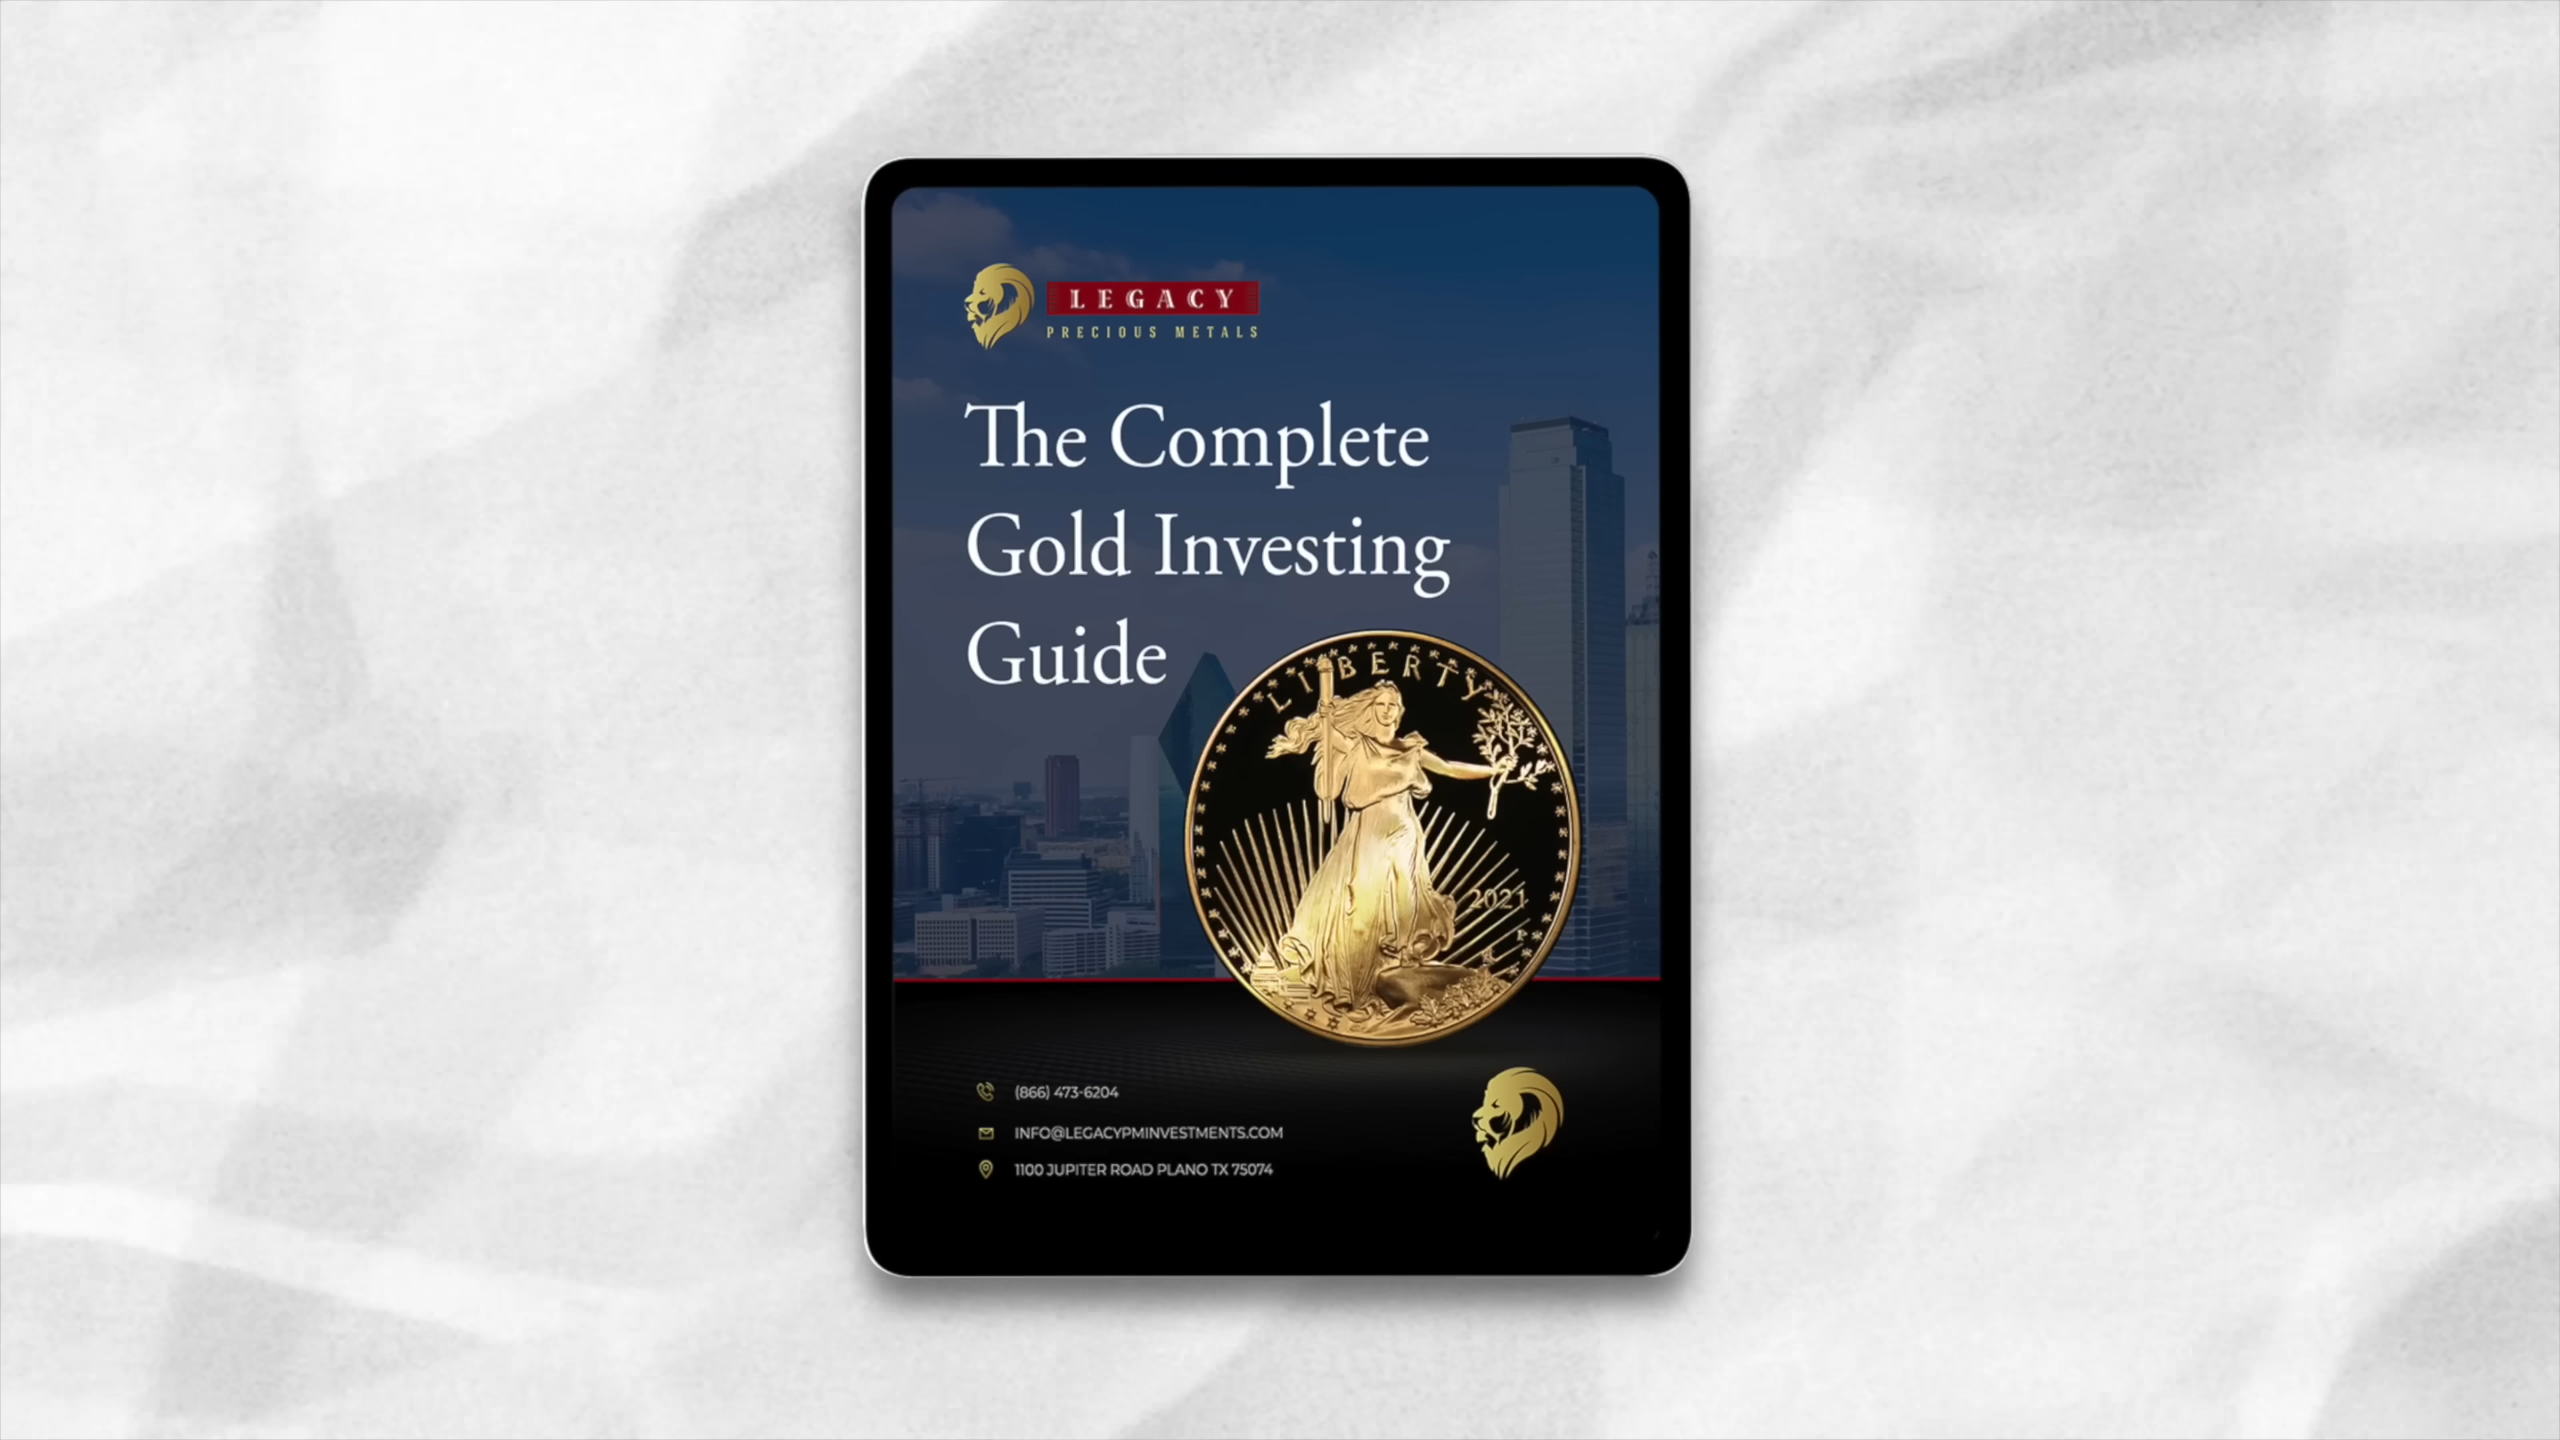 LEGACY
PRECIOUS METALS
The Complete
Gold Investing
Guide
LIBERTY
2021
P
(866) 473-6204
INFO@LEGACYPMINVESTMENTS.COM
1100 JUPITER ROAD PLANO TX 75074